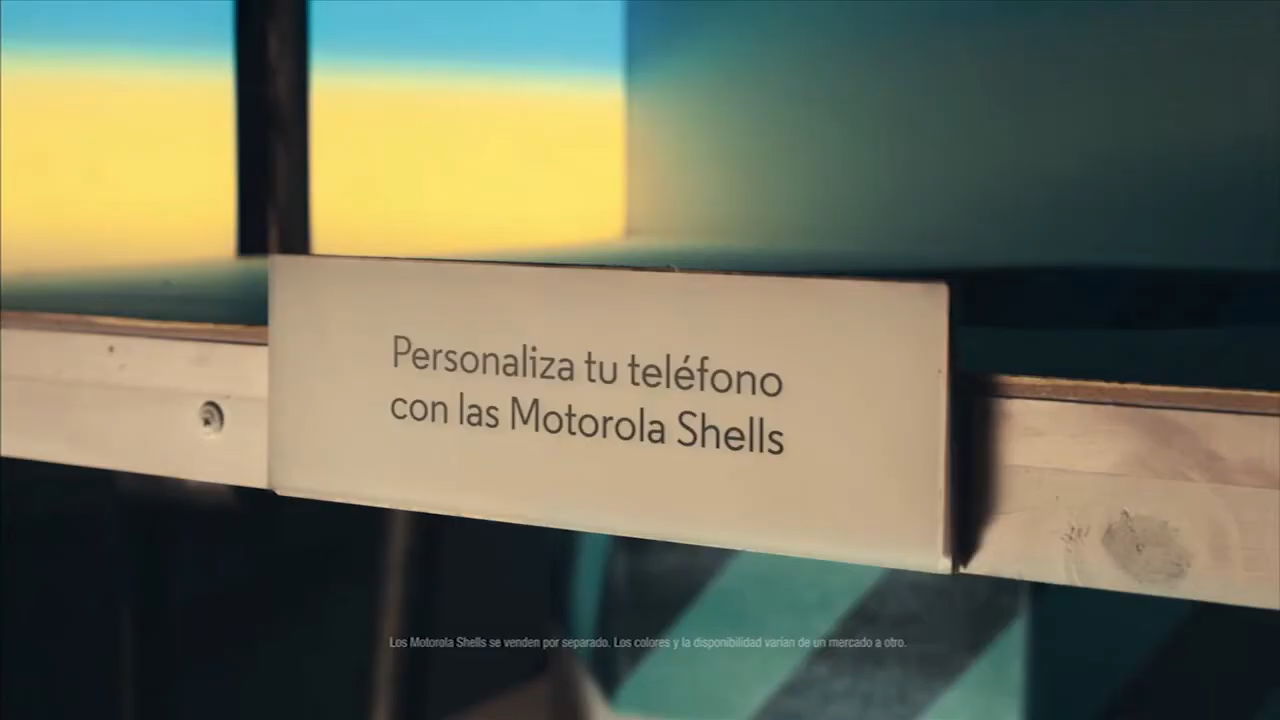 Personaliza tu teléfono
con las Motorola Shells
Los Motorola Shells se venden por separado. Los colores y la disponibilidad varían de un mercado a otro.